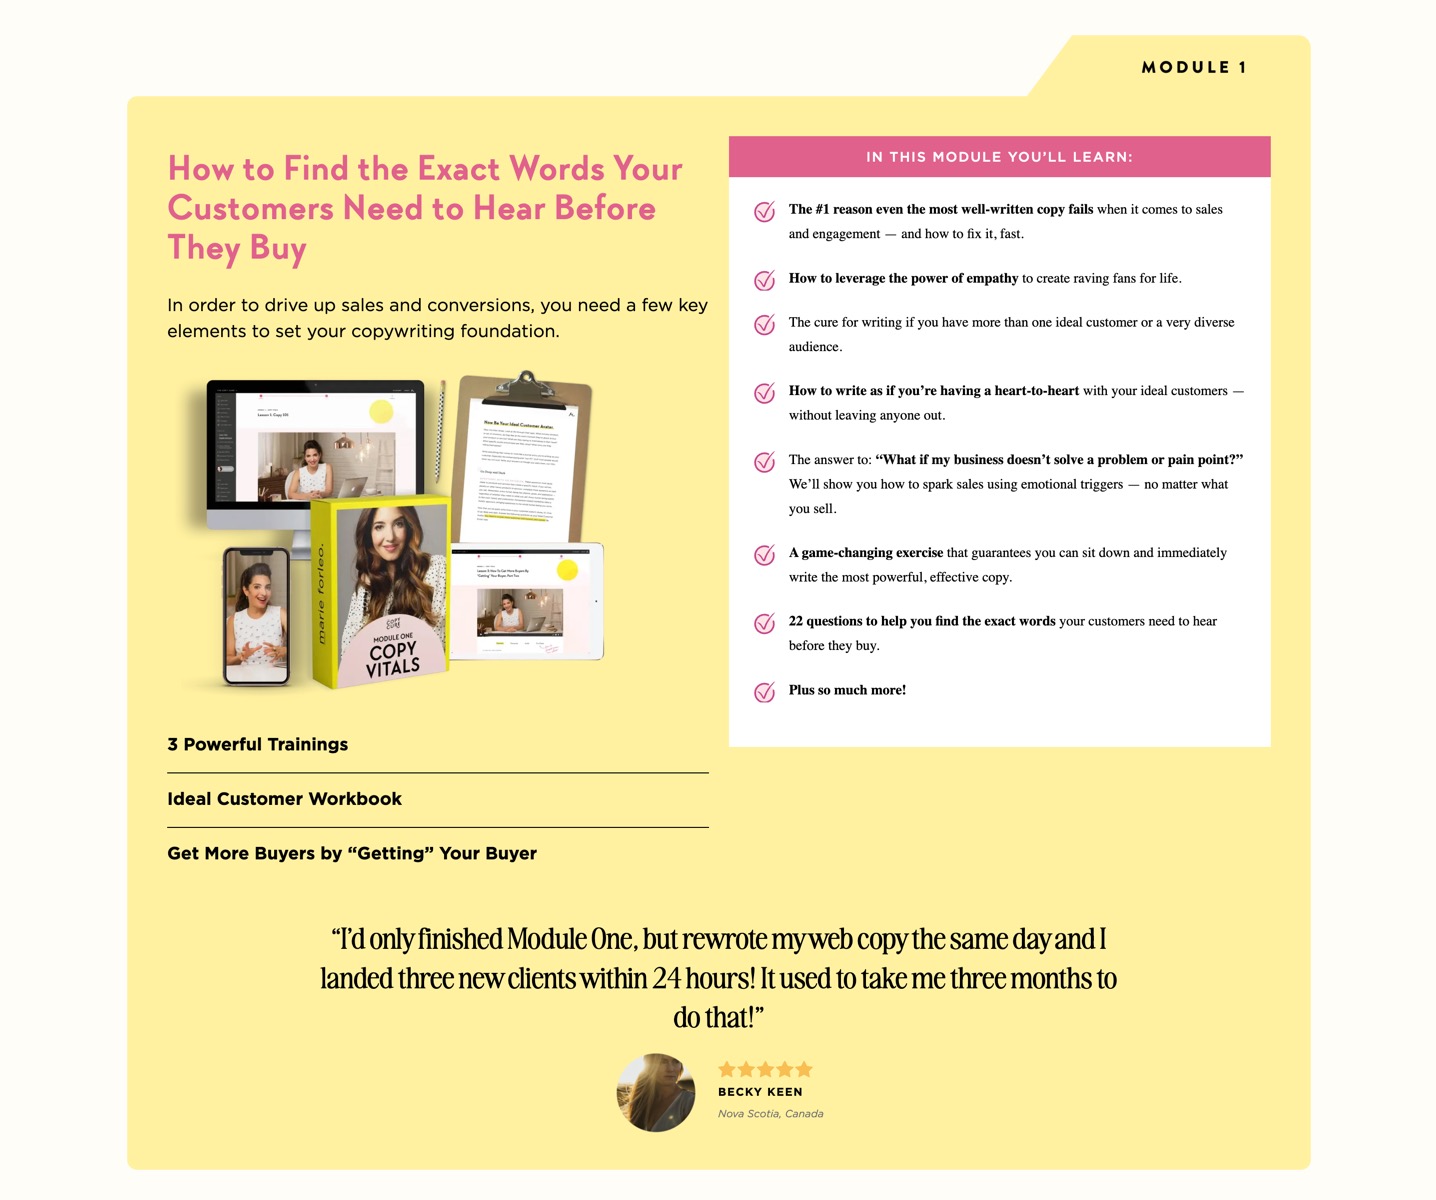 MODULE 1
How to Find the Exact Words Your
Customers Need to Hear Before
They Buy
In order to drive up sales and conversions, you need a few key
elements to set your copywriting foundation.
Lesson 1: Copy 101
How Be Your Ideal Customer Avatar.
marie forleo.
COPY
CURE
MODULE ONE
COPY
VITALS
3 Powerful Trainings
Ideal Customer Workbook
Get More Buyers by “Getting” Your Buyer
IN THIS MODULE YOU’LL LEARN:
The #1 reason even the most well-written copy fails when it comes to sales
and engagement — and how to fix it, fast.
How to leverage the power of empathy to create raving fans for life.
The cure for writing if you have more than one ideal customer or a very diverse
audience.
How to write as if you’re having a heart-to-heart with your ideal customers —
without leaving anyone out.
The answer to: “What if my business doesn’t solve a problem or pain point?”
We’ll show you how to spark sales using emotional triggers — no matter what
you sell.
A game-changing exercise that guarantees you can sit down and immediately
write the most powerful, effective copy.
22 questions to help you find the exact words your customers need to hear
before they buy.
Plus so much more!
“I’d only finished Module One, but rewrote my web copy the same day and I
landed three new clients within 24 hours! It used to take me three months to
do that!”
BECKY KEEN
Nova Scotia, Canada